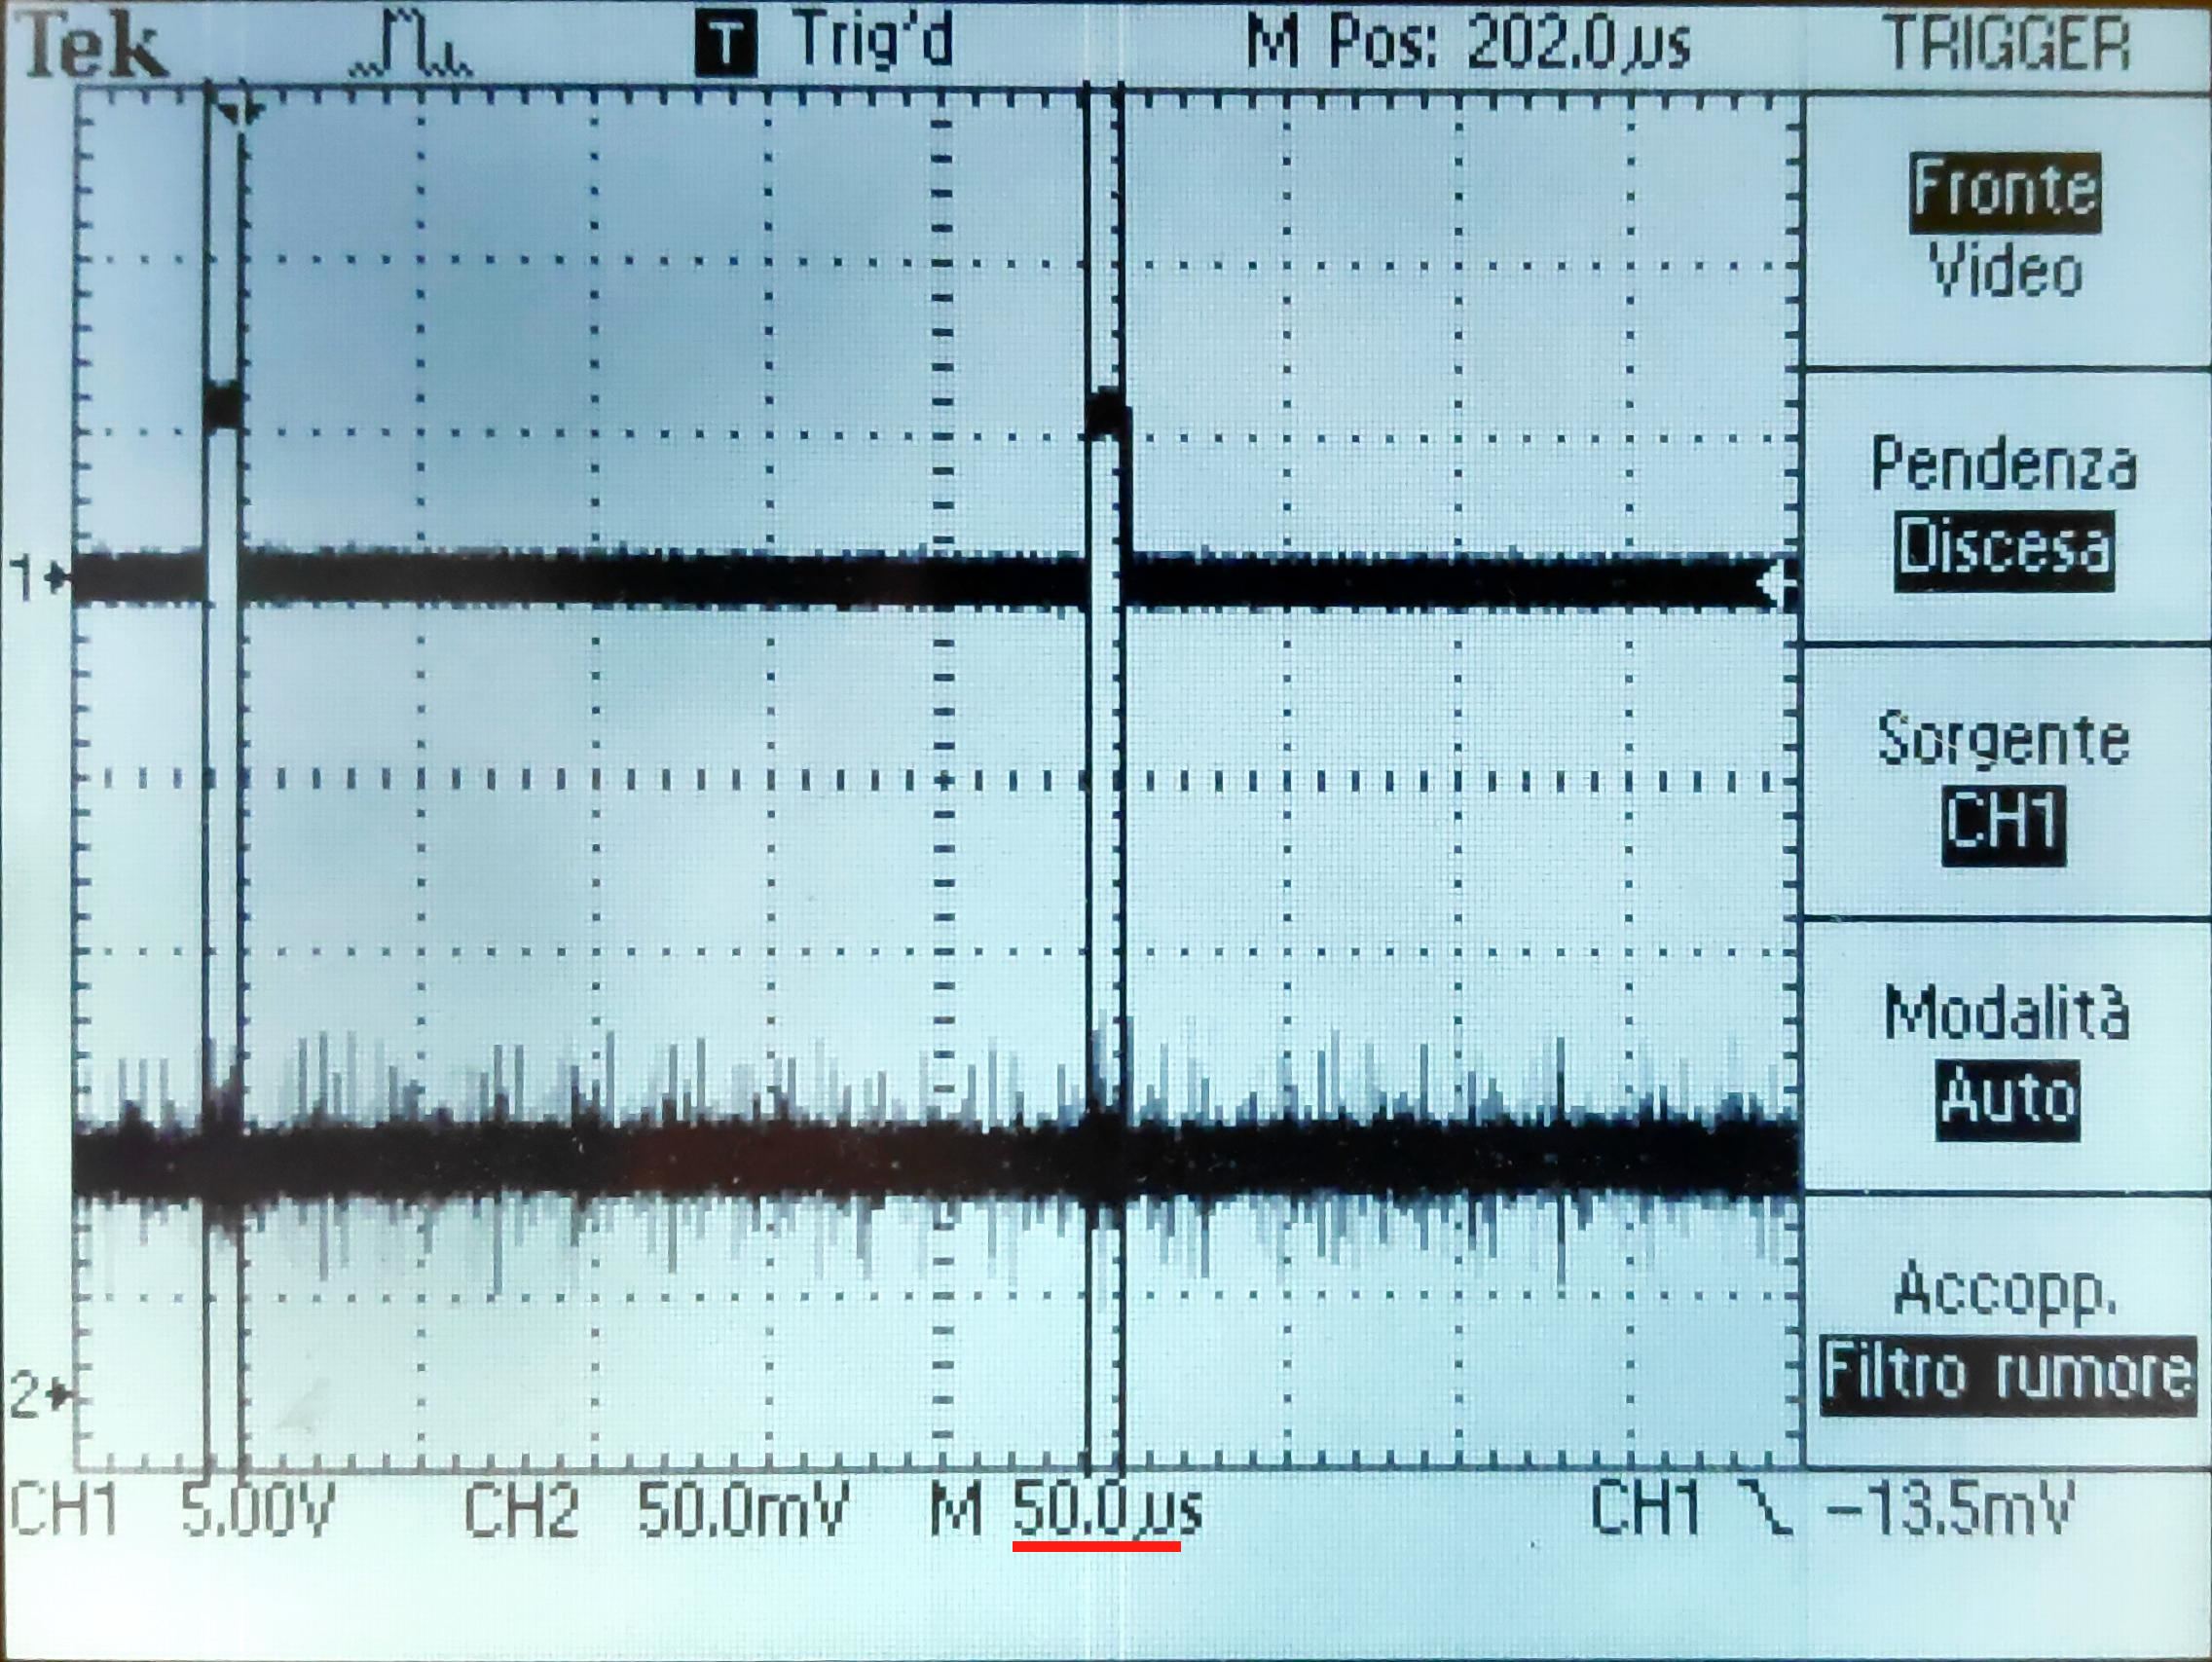 Tek T Trig'd M Pos: 202.0µs TRIGGER
Fronte
Video
Pendenza
Discesa
Sorgente
CH1
Modalità
Auto
Accopp.
Filtro rumore
1
2
CH1 5.00V CH2 50.0mV M 50.0µs CH1 -13.5mV